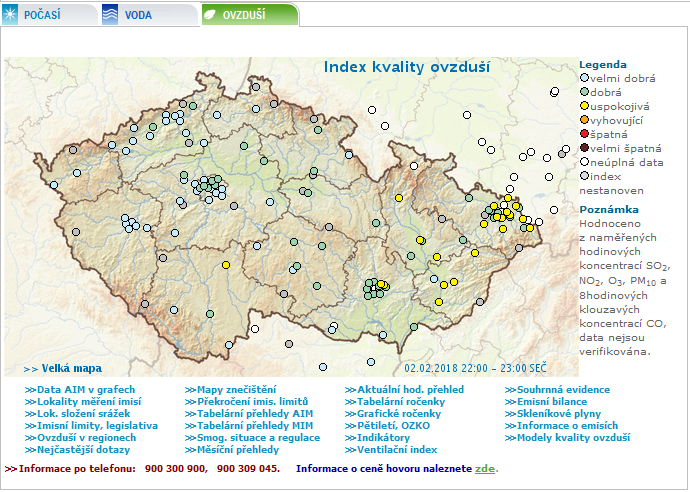 POČASÍ VODA OVZDUŠÍ
Index kvality ovzduší
Legenda
velmi dobrá
dobrá
uspokojivá
vyhovující
špatná
velmi špatná
neúplná data
index
nestanoven
Poznámka
Hodnoceno
z naměřených
hodinových
koncentrací SO₂,
NO₂, O₃, PM₁₀ a
8hodinových
klouzavých
koncentrací CO,
data nejsou
verifikována.
>> Velká mapa 02.02.2018 22:00 – 23:00 SEČ
>>Data AIM v grafech >>Mapy znečištění >>Aktuální hod. přehled >>Souhrnná evidence
>>Lokality měření imisí >>Překročení imis. limitů >>Tabelární ročenky >>Emisní bilance
>>Lok. složení srážek >>Tabelární přehledy AIM >>Grafické ročenky >>Skleníkové plyny
>>Imisní limity, legislativa >>Tabelární přehledy MIM >>Pětiletí, OZKO >>Informace o emisích
>>Ovzduší v regionech >>Smog. situace a regulace >>Indikátory >>Modely kvality ovzduší
>>Nejčastější dotazy >>Měsíční přehledy >>Ventilační index
>>Informace po telefonu: 900 300 900, 900 309 045. Informace o ceně hovoru naleznete zde.